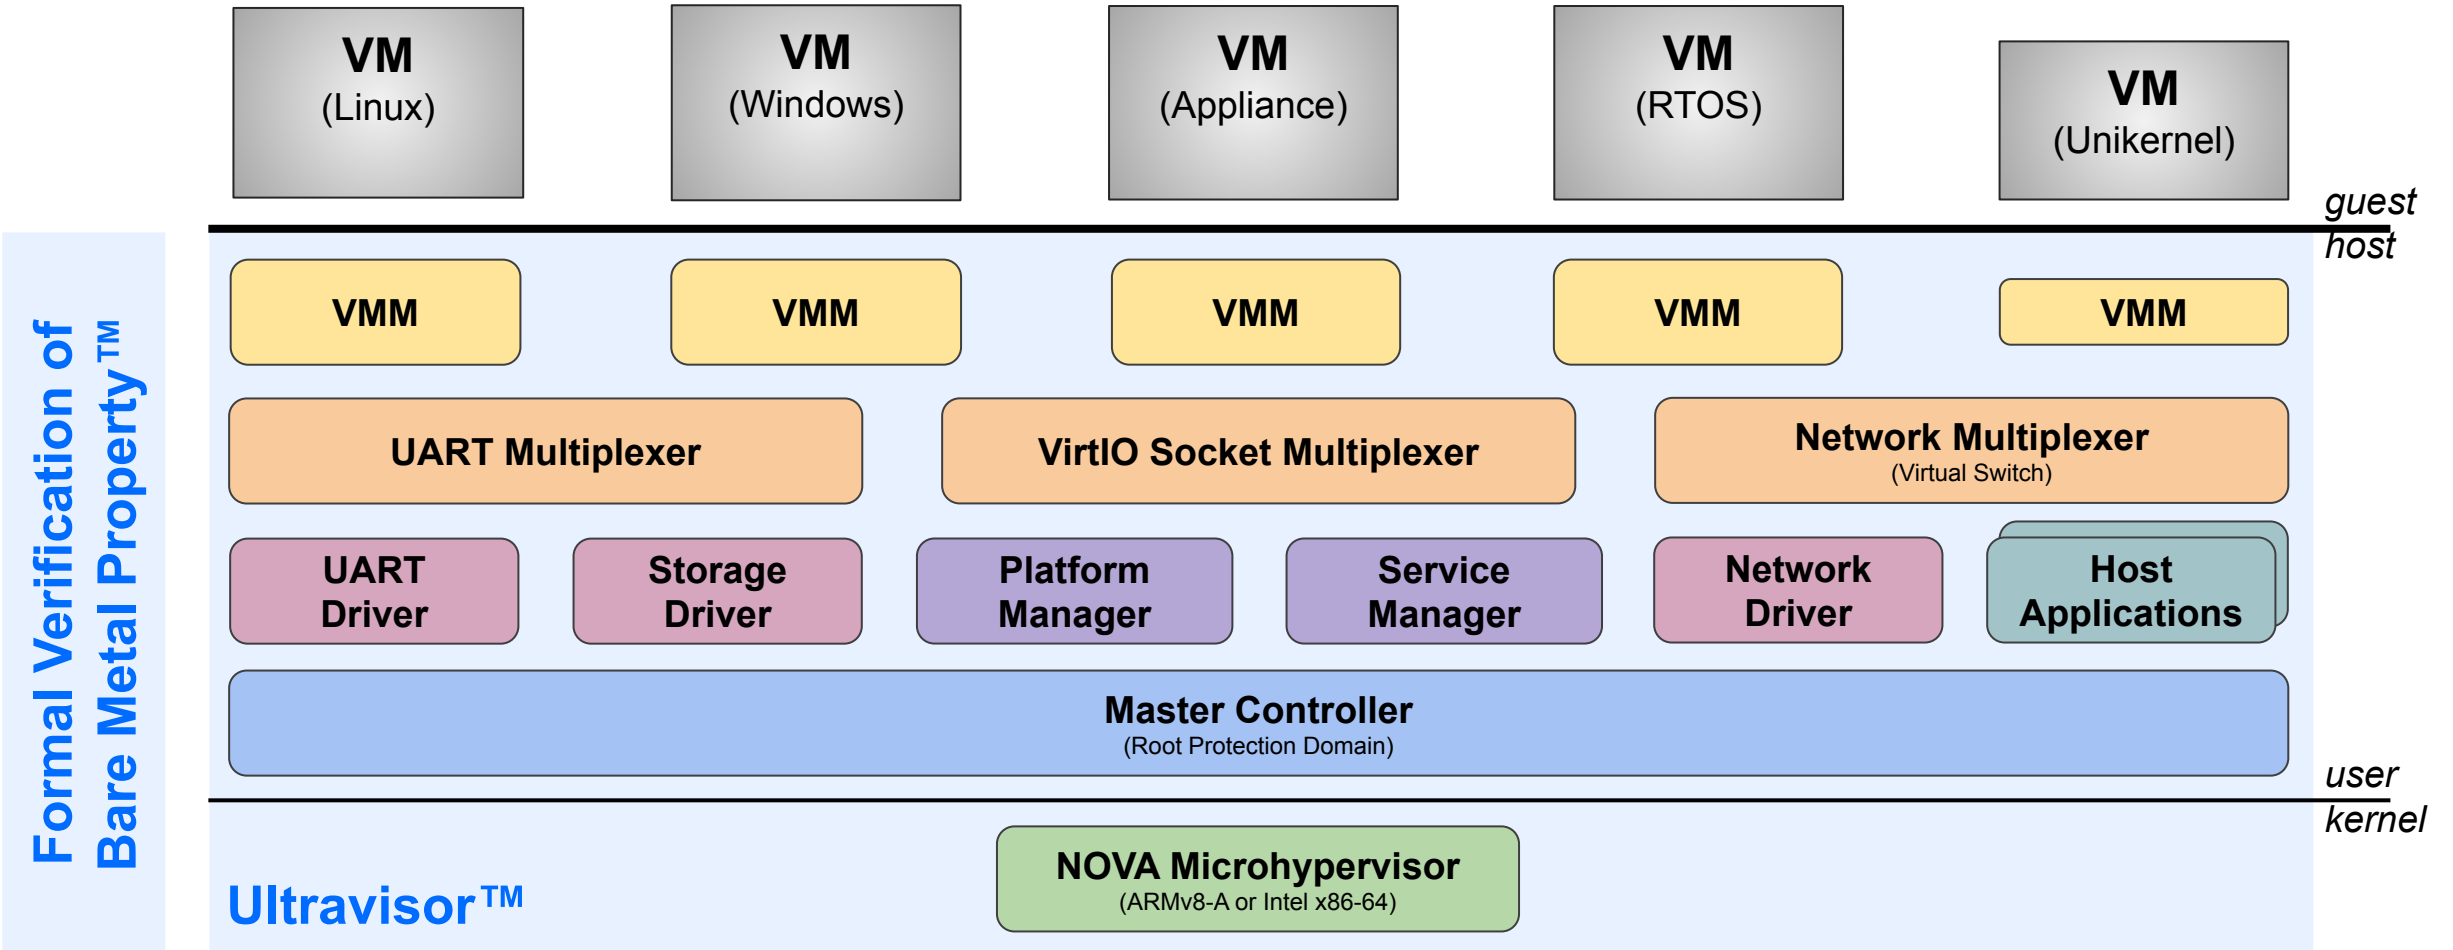 VM
(Linux)
VM
(Windows)
VM
(Appliance)
VM
(RTOS)
VM
(Unikernel)
guest
host
Formal Verification of
Bare Metal Property™
VMM
VMM
VMM
VMM
VMM
UART Multiplexer
VirtIO Socket Multiplexer
Network Multiplexer
(Virtual Switch)
UART
Driver
Storage
Driver
Platform
Manager
Service
Manager
Network
Driver
Host
Applications
Master Controller
(Root Protection Domain)
user
kernel
NOVA Microhypervisor
(ARMv8-A or Intel x86-64)
Ultravisor™